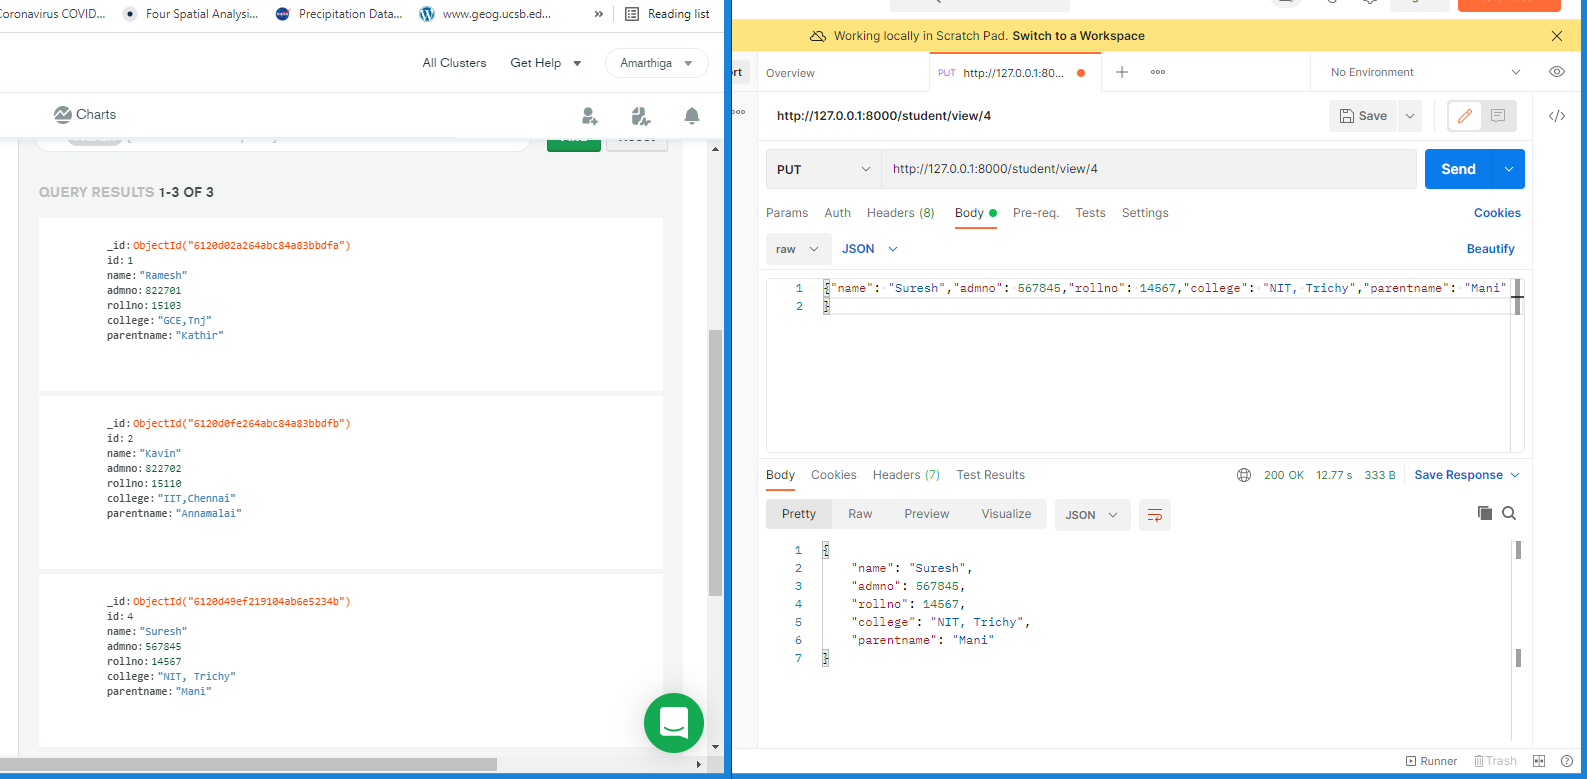 Coronavirus COVID...
Four Spatial Analysi...
Precipitation Data...
www.geog.ucsb.ed...
»
Reading list
All Clusters
Get Help
Amarthiga
Charts
QUERY RESULTS 1-3 OF 3
_id: ObjectId("6120d02a264abc84a83bbdfa")
id: 1
name: "Ramesh"
admno: 822701
rollno: 15103
college: "GCE,Tnj"
parentname: "Kathir"
_id: ObjectId("6120d0fe264abc84a83bbdfb")
id: 2
name: "Kavin"
admno: 822702
rollno: 15110
college: "IIT,Chennai"
parentname: "Annamalai"
_id: ObjectId("6120d49ef219104ab6e5234b")
id: 4
name: "Suresh"
admno: 567845
rollno: 14567
college: "NIT, Trichy"
parentname: "Mani"
Working locally in Scratch Pad. Switch to a Workspace
ort
Overview
PUT http://127.0.0.1:80...
No Environment
http://127.0.0.1:8000/student/view/4
Save
PUT
http://127.0.0.1:8000/student/view/4
Send
Params
Auth
Headers (8)
Body
Pre-req.
Tests
Settings
Cookies
raw
JSON
Beautify
1 {"name": "Suresh","admno": 567845,"rollno": 14567,"college": "NIT, Trichy","parentname": "Mani"
2 }
Body
Cookies
Headers (7)
Test Results
200 OK
12.77 s
333 B
Save Response
Pretty
Raw
Preview
Visualize
JSON
1 {
2 "name": "Suresh",
3 "admno": 567845,
4 "rollno": 14567,
5 "college": "NIT, Trichy",
6 "parentname": "Mani"
7 }
Runner
Trash